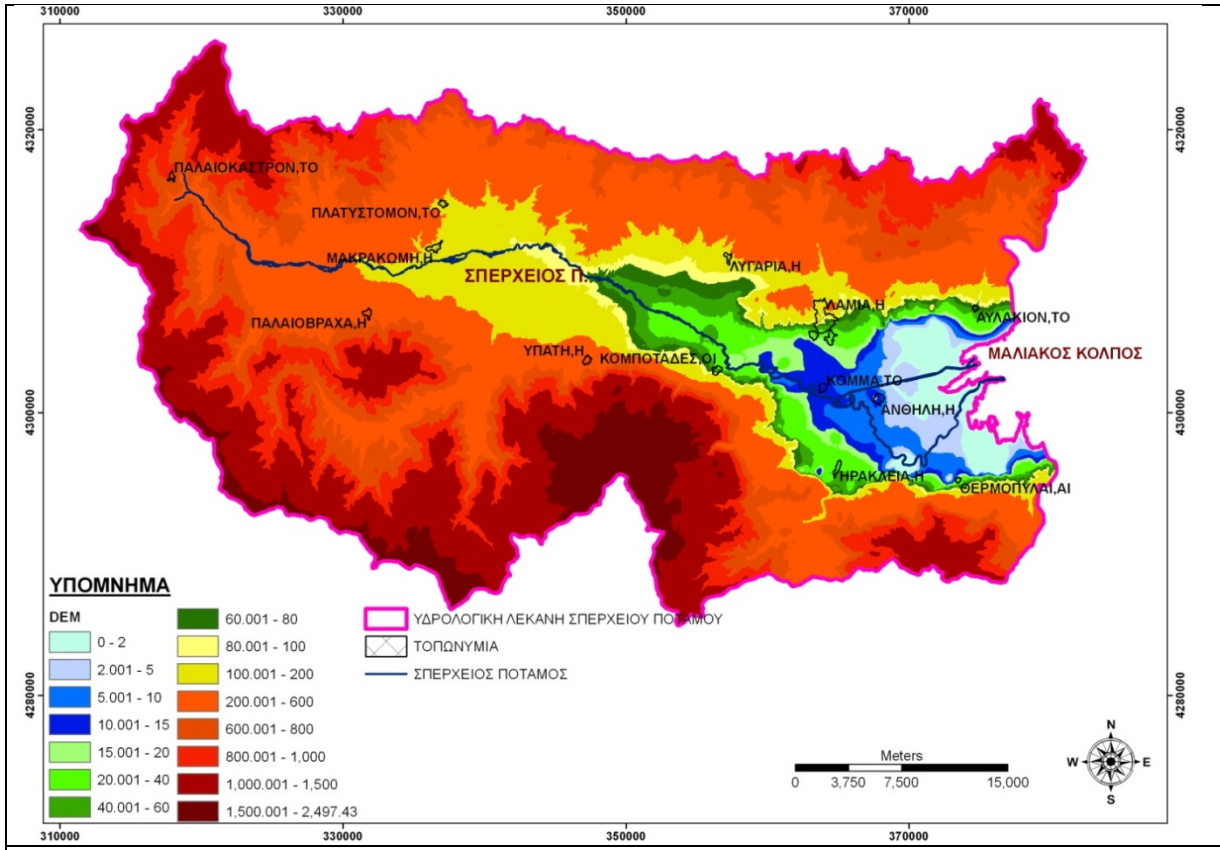 310000 330000 350000 370000
4320000 4320000
ΠΑΛΑΙΟΚΑΣΤΡΟΝ,ΤΟ
ΠΛΑΤΥΣΤΟΜΟΝ,ΤΟ
ΜΑΚΡΑΚΩΜΗ,Η
ΣΠΕΡΧΕΙΟΣ Π.
ΛΥΓΑΡΙΑ,Η
ΛΑΜΙΑ,Η
ΑΥΛΑΚΙΟΝ,ΤΟ
ΠΑΛΑΙΟΒΡΑΧΑ,Η
ΥΠΑΤΗ,Η
ΚΟΜΠΟΤΑΔΕΣ,ΟΙ
ΜΑΛΙΑΚΟΣ ΚΟΛΠΟΣ
ΚΟΜΜΑ,ΤΟ
ΑΝΘΗΛΗ,Η
4300000 4300000
ΗΡΑΚΛΕΙΑ,Η
ΘΕΡΜΟΠΥΛΑΙ,ΑΙ
ΥΠΟΜΝΗΜΑ
DEM
0 - 2
2.001 - 5
5.001 - 10
10.001 - 15
15.001 - 20
20.001 - 40
40.001 - 60
60.001 - 80
80.001 - 100
100.001 - 200
200.001 - 600
600.001 - 800
800.001 - 1,000
1,000.001 - 1,500
1,500.001 - 2,497.43
ΥΔΡΟΛΟΓΙΚΗ ΛΕΚΑΝΗ ΣΠΕΡΧΕΙΟΥ ΠΟΤΑΜΟΥ
ΤΟΠΩΝΥΜΙΑ
ΣΠΕΡΧΕΙΟΣ ΠΟΤΑΜΟΣ
4280000 4280000
Meters
0 3,750 7,500 15,000
N
W E
S
310000 330000 350000 370000